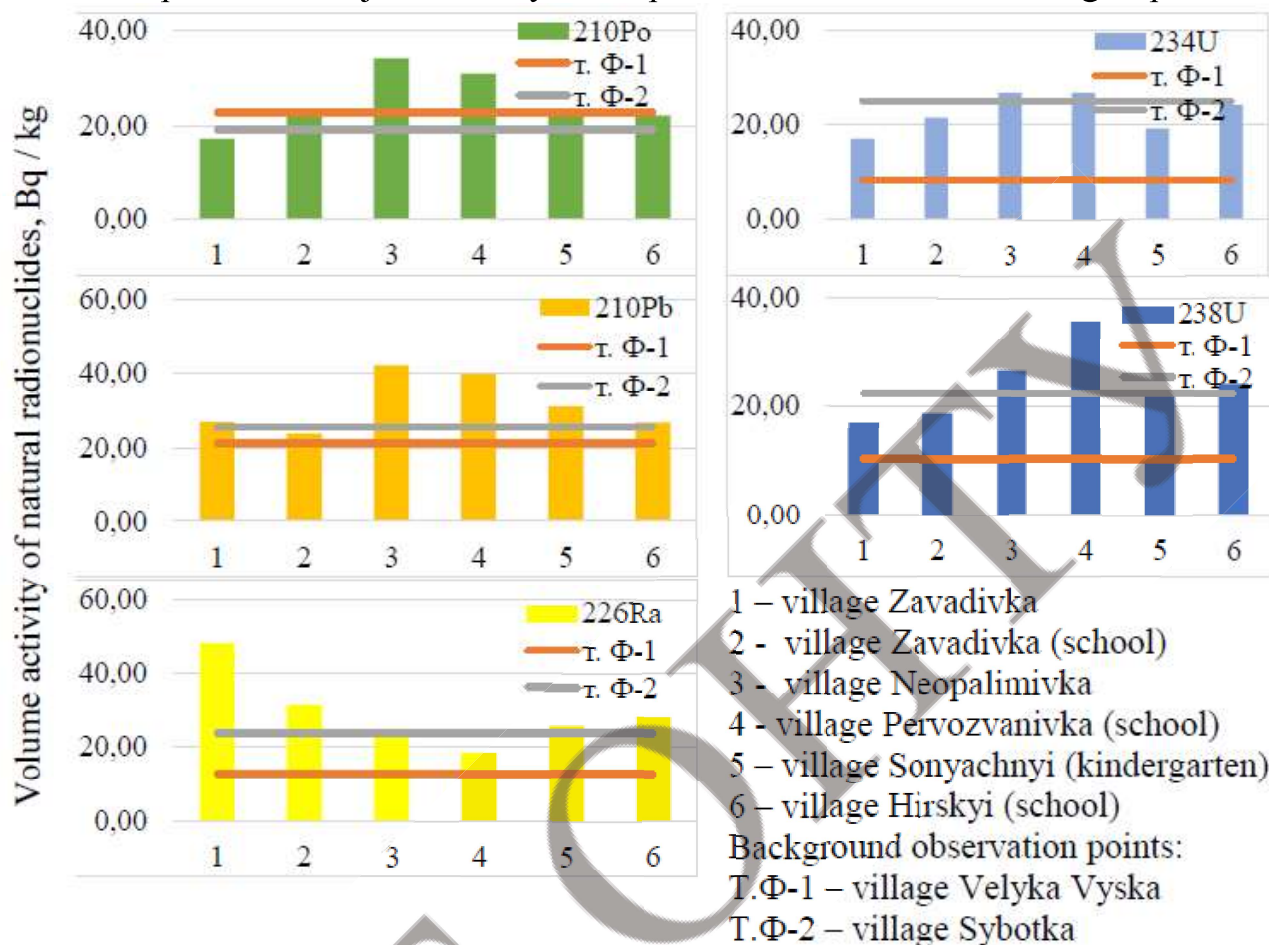 Volume activity of natural radionuclides, Bq / kg
40,00
20,00
0,00
1 2 3 4 5 6
210Po
т. Ф-1
т. Ф-2
40,00
20,00
0,00
1 2 3 4 5 6
234U
т. Ф-1
т. Ф-2
60,00
40,00
20,00
0,00
1 2 3 4 5 6
210Pb
т. Ф-1
т. Ф-2
40,00
20,00
0,00
1 2 3 4 5 6
238U
т. Ф-1
т. Ф-2
60,00
40,00
20,00
0,00
1 2 3 4 5 6
226Ra
т. Ф-1
т. Ф-2
1 – village Zavadivka
2 - village Zavadivka (school)
3 - village Neopalimivka
4 - village Pervozvanivka (school)
5 – village Sonyachnyi (kindergarten)
6 – village Hirskyi (school)
Background observation points:
Т.Ф-1 – village Velyka Vyska
Т.Ф-2 – village Sybotka
ОНТУ